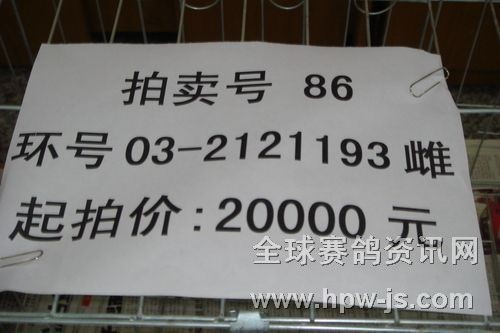 拍卖号 86
环号 03-2121193 雌
起拍价:20000 元
全球赛鸽资讯网
www.hpw-js.com